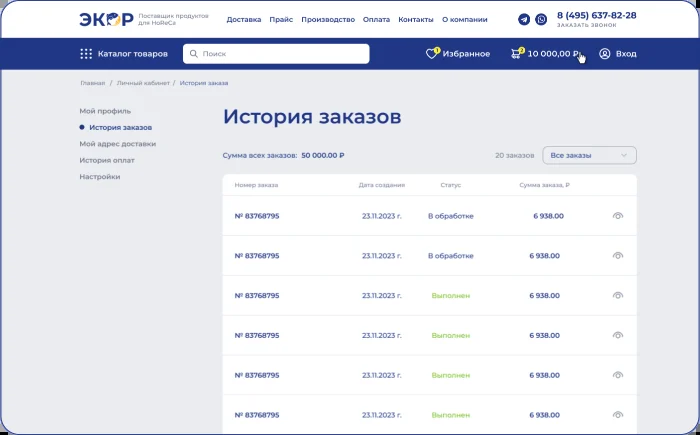 ЭКОР
Поставщик продуктов
для HoReCa
Доставка Прайс Производство Оплата Контакты О компании
8 (495) 637-82-28
ЗАКАЗАТЬ ЗВОНОК
Каталог товаров
Поиск
1
Избранное
2
10 000,00 ₽
Вход
Главная / Личный кабинет / История заказа
Мой профиль
История заказов
Мой адрес доставки
История оплат
Настройки
История заказов
Сумма всех заказов: 50 000.00 ₽
20 заказов
Все заказы
Номер заказа Дата создания Статус Сумма заказа, ₽
№ 83768795 23.11.2023 г. В обработке 6 938.00
№ 83768795 23.11.2023 г. В обработке 6 938.00
№ 83768795 23.11.2023 г. Выполнен 6 938.00
№ 83768795 23.11.2023 г. Выполнен 6 938.00
№ 83768795 23.11.2023 г. Выполнен 6 938.00
№ 83768795 23.11.2023 г. Выполнен 6 938.00